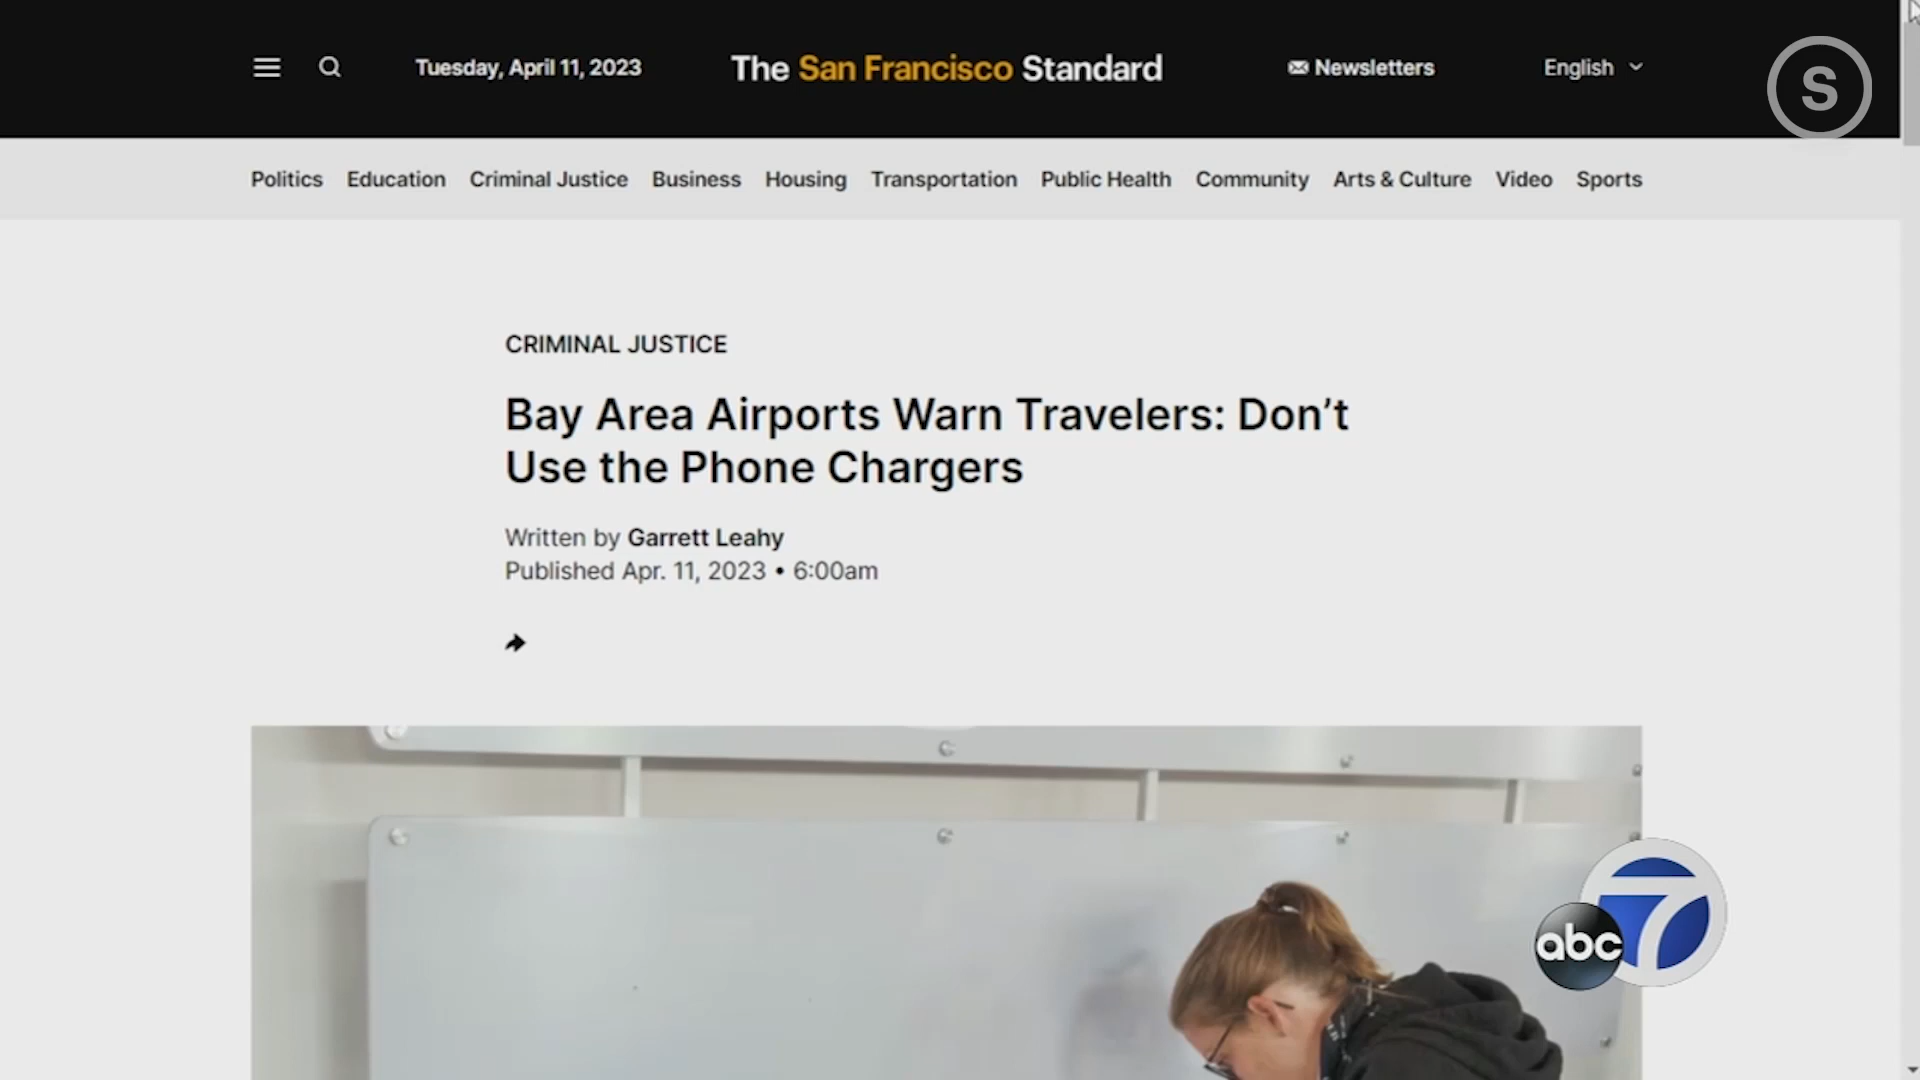 Tuesday, April 11, 2023
The San Francisco Standard
Newsletters
English
S
Politics Education Criminal Justice Business Housing Transportation Public Health Community Arts & Culture Video Sports
CRIMINAL JUSTICE
Bay Area Airports Warn Travelers: Don’t
Use the Phone Chargers
Written by Garrett Leahy
Published Apr. 11, 2023 • 6:00am
abc 7